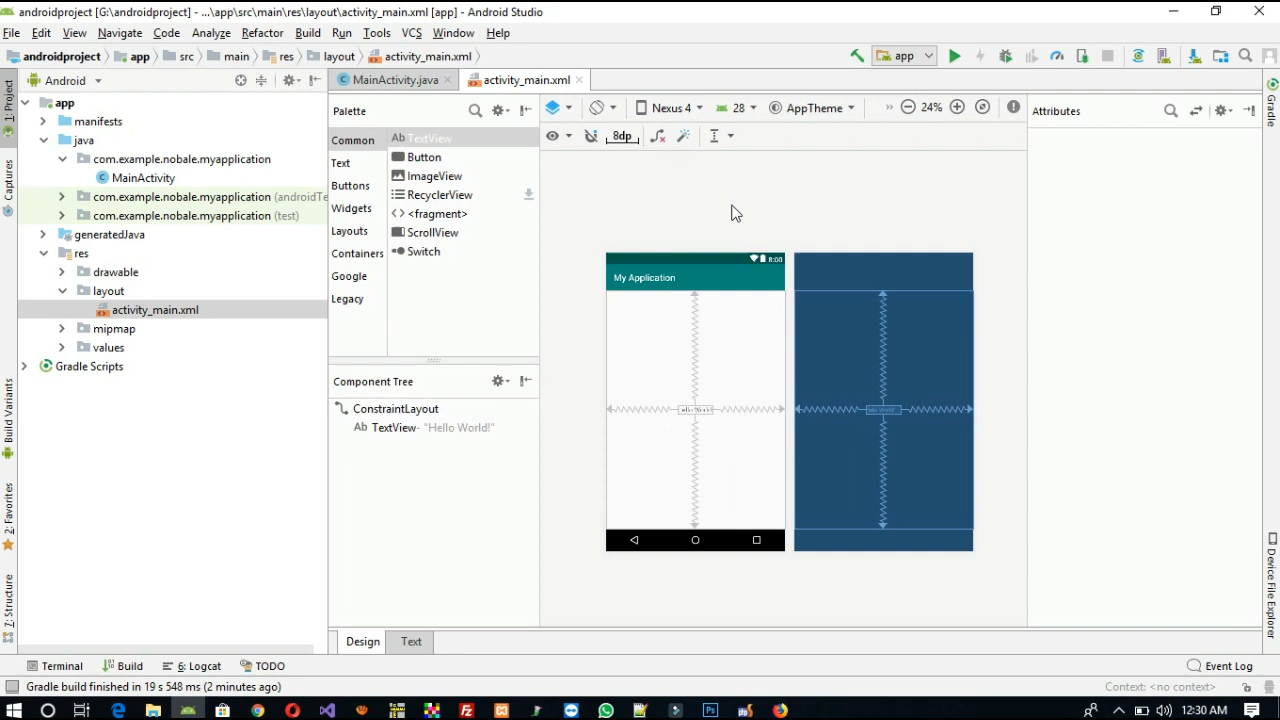 androidproject [G:\androidproject] - ...\app\src\main\res\layout\activity_main.xml [app] - Android Studio
File Edit View Navigate Code Analyze Refactor Build Run Tools VCS Window Help
androidproject app src main res layout activity_main.xml app
Android MainActivity.java activity_main.xml
1: Project
Captures
Build Variants
2: Favorites
7: Structure
app
manifests
java
com.example.nobale.myapplication
MainActivity
com.example.nobale.myapplication (androidTe
com.example.nobale.myapplication (test)
generatedJava
res
drawable
layout
activity_main.xml
mipmap
values
Gradle Scripts
Palette
Common
Text
Buttons
Widgets
Layouts
Containers
Google
Legacy
Ab TextView
Button
ImageView
RecyclerView
<fragment>
ScrollView
Switch
Component Tree
ConstraintLayout
Ab TextView- "Hello World!"
Nexus 4 28 AppTheme » 24%
8dp
8:00
My Application
Attributes
Gradle
Device File Explorer
Design Text
Terminal Build 6: Logcat TODO Event Log
Gradle build finished in 19 s 548 ms (2 minutes ago) Context: <no context>
12:30 AM